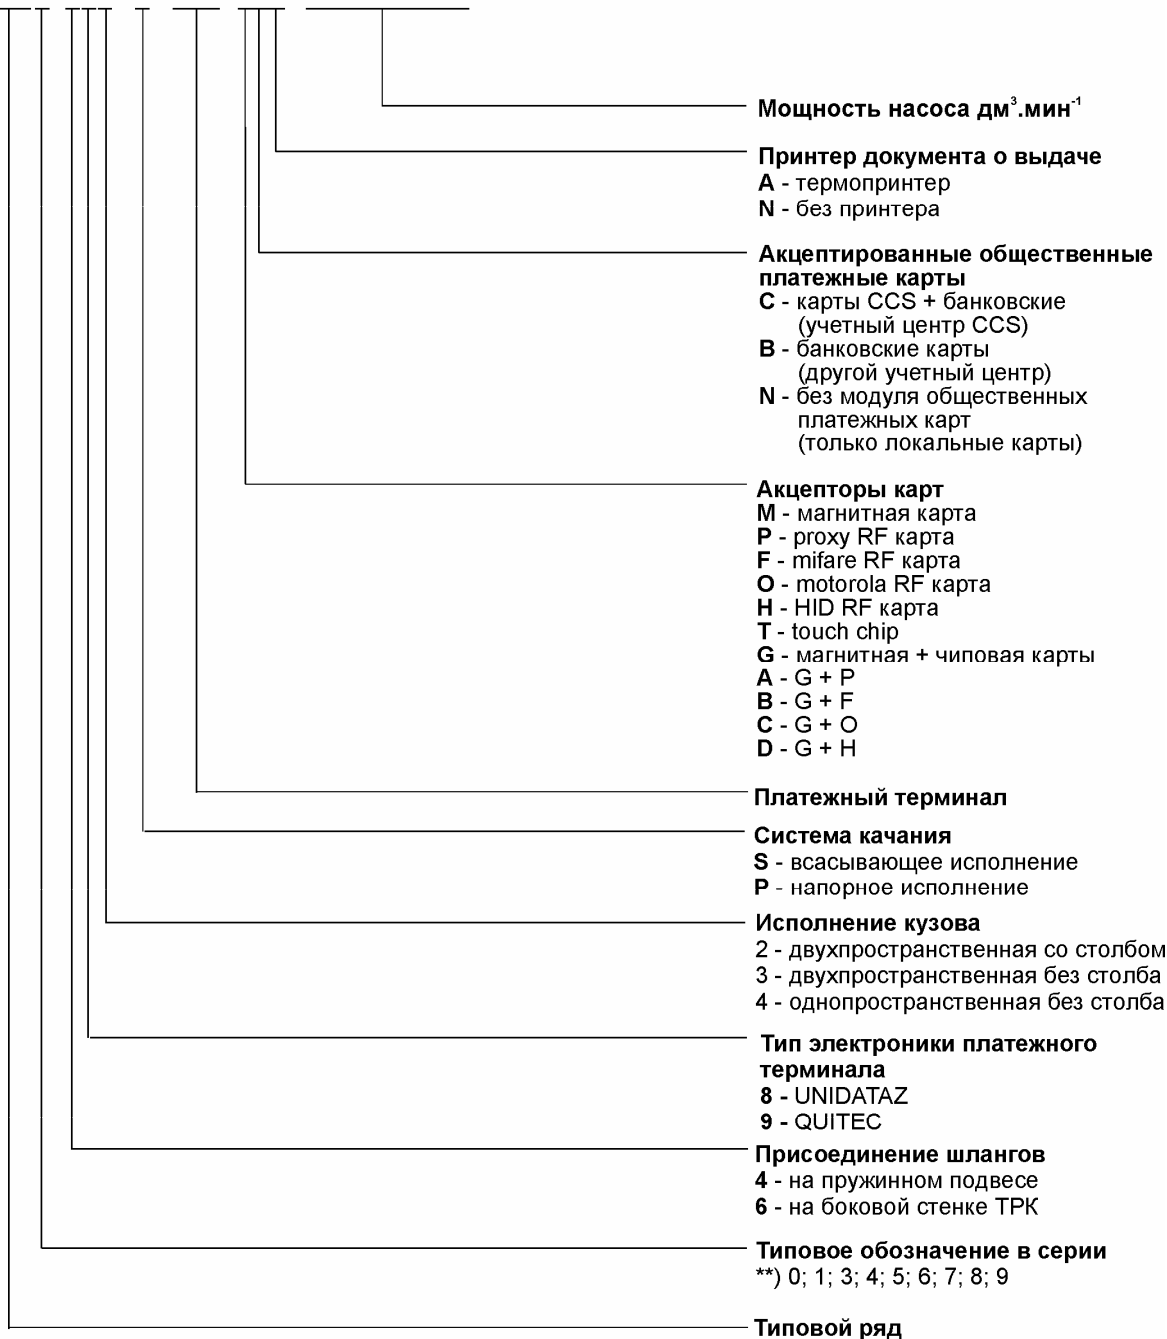 Мощность насоса дм³.мин⁻¹
Принтер документа о выдаче
A - термопринтер
N - без принтера
Акцептированные общественные
платежные карты
C - карты CCS + банковские
(учетный центр CCS)
B - банковские карты
(другой учетный центр)
N - без модуля общественных
платежных карт
(только локальные карты)
Акцепторы карт
M - магнитная карта
P - proxy RF карта
F - mifare RF карта
O - motorola RF карта
H - HID RF карта
T - touch chip
G - магнитная + чиповая карты
A - G + P
B - G + F
C - G + O
D - G + H
Платежный терминал
Система качания
S - всасывающее исполнение
P - напорное исполнение
Исполнение кузова
2 - двухпространственная со столбом
3 - двухпространственная без столба
4 - однопространственная без столба
Тип электроники платежного
терминала
8 - UNIDATAZ
9 - QUITEC
Присоединение шлангов
4 - на пружинном подвесе
6 - на боковой стенке ТРК
Типовое обозначение в серии
**) 0; 1; 3; 4; 5; 6; 7; 8; 9
Типовой ряд